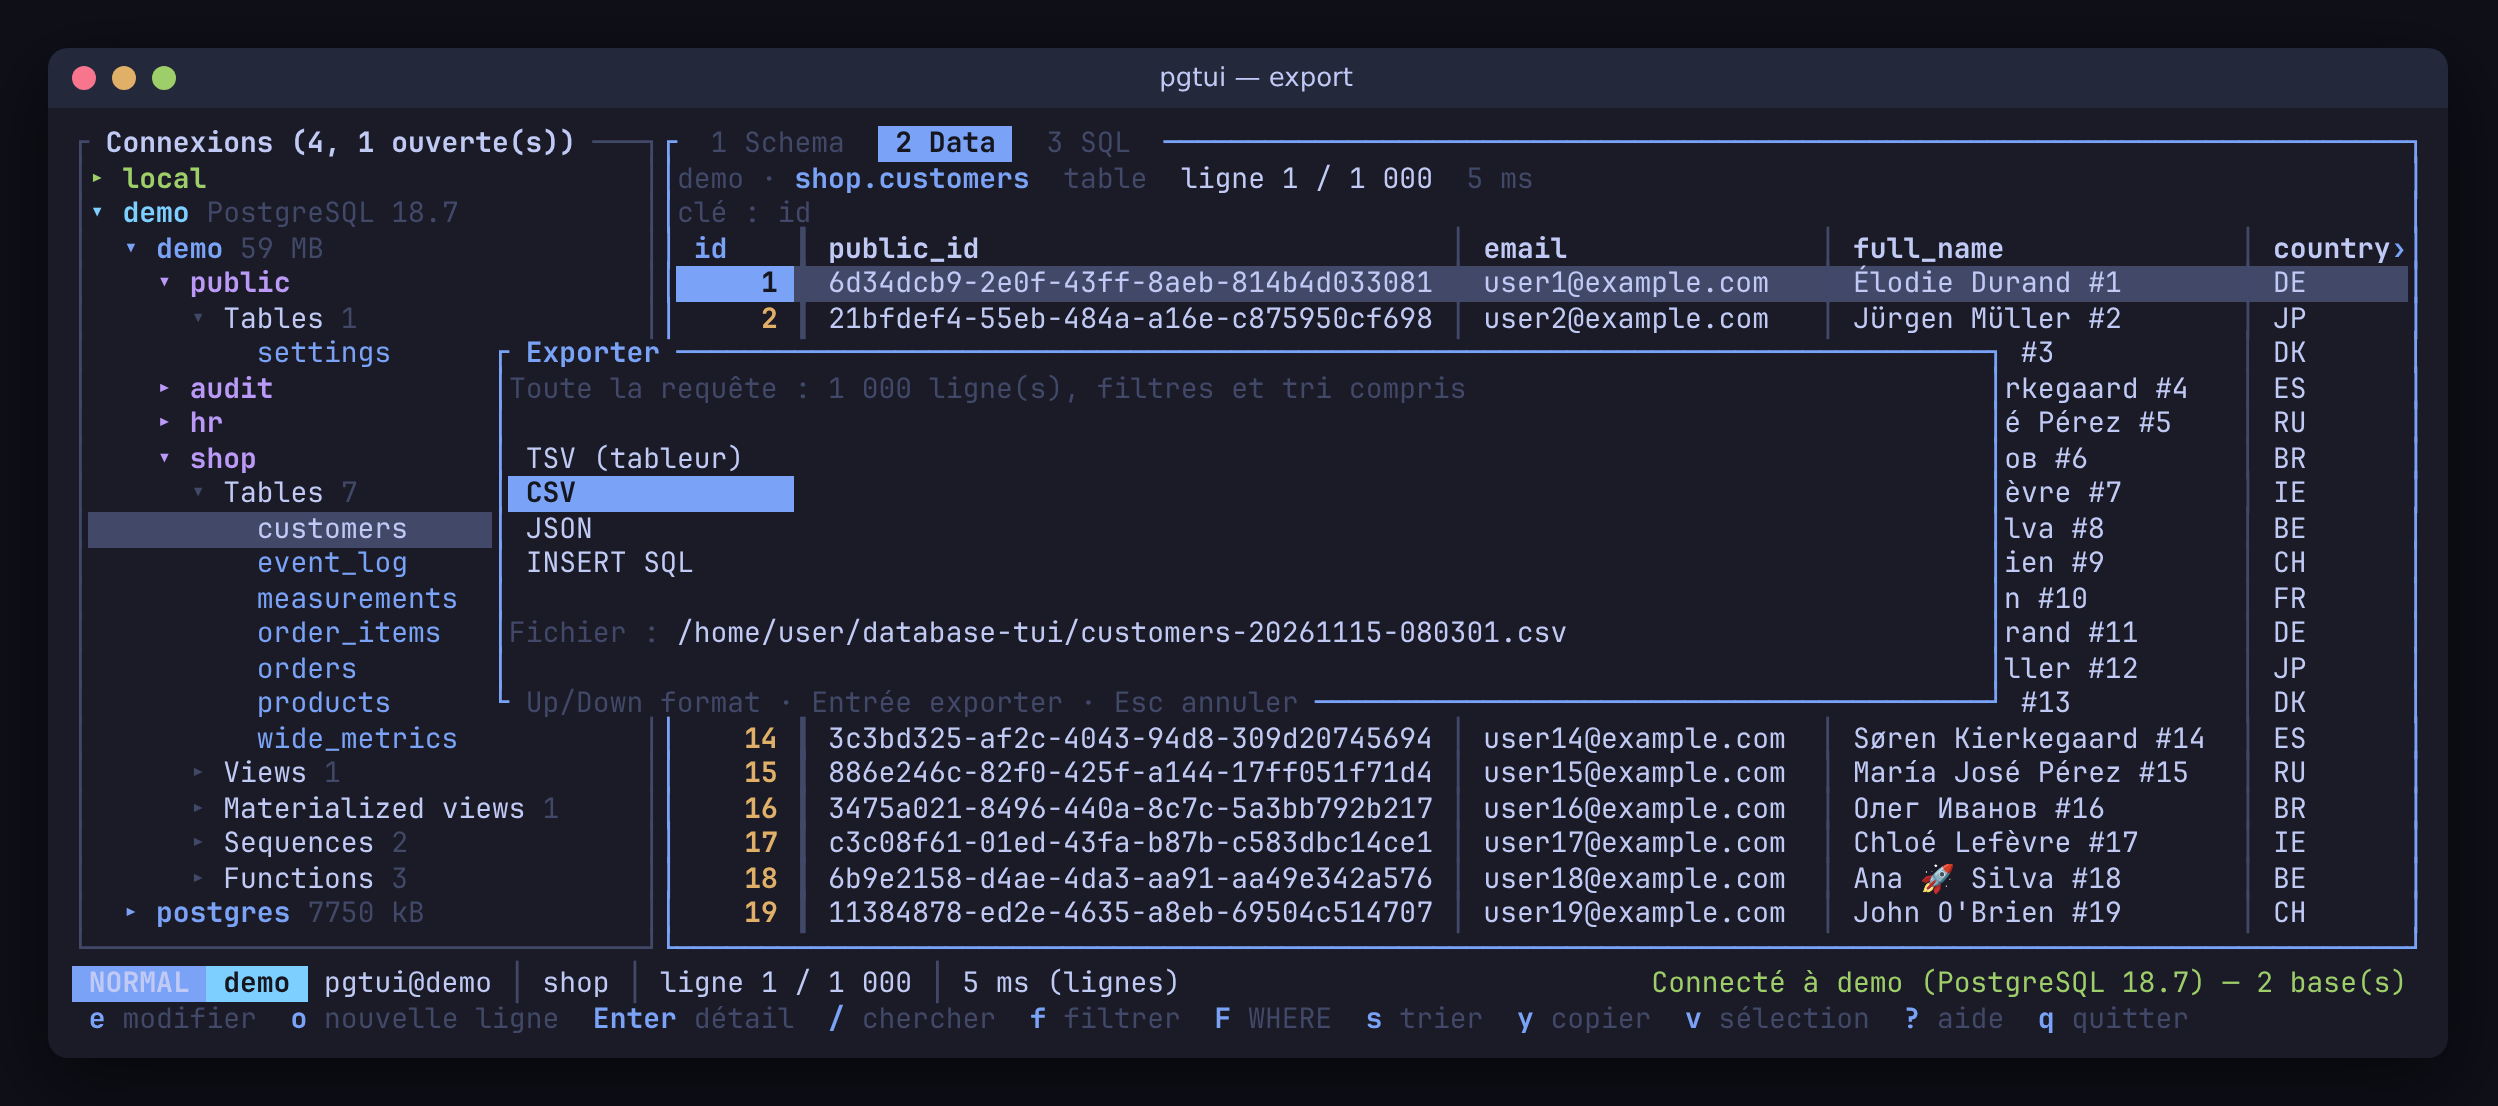 pgtui — export
Connexions (4, 1 ouverte(s))
▸ local
▾ demo PostgreSQL 18.7
▾ demo 59 MB
▾ public
▾ Tables 1
settings
▸ audit
▸ hr
▾ shop
▾ Tables 7
customers
event_log
measurements
order_items
orders
products
wide_metrics
▸ Views 1
▸ Materialized views 1
▸ Sequences 2
▸ Functions 3
▸ postgres 7750 kB
1 Schema 2 Data 3 SQL
demo · shop.customers table ligne 1 / 1 000 5 ms
clé : id
id public_id email full_name country›
1 6d34dcb9-2e0f-43ff-8aeb-814b4d033081 user1@example.com Élodie Durand #1 DE
2 21bfdef4-55eb-484a-a16e-c875950cf698 user2@example.com Jürgen Müller #2 JP
#3 DK
rkegaard #4 ES
é Pérez #5 RU
ов #6 BR
èvre #7 IE
lva #8 BE
ien #9 CH
n #10 FR
rand #11 DE
ller #12 JP
#13 DK
Exporter
Toute la requête : 1 000 ligne(s), filtres et tri compris
TSV (tableur)
CSV
JSON
INSERT SQL
Fichier : /home/user/database-tui/customers-20261115-080301.csv
Up/Down format · Entrée exporter · Esc annuler
14 3c3bd325-af2c-4043-94d8-309d20745694 user14@example.com Søren Kierkegaard #14 ES
15 886e246c-82f0-425f-a144-17ff051f71d4 user15@example.com María José Pérez #15 RU
16 3475a021-8496-440a-8c7c-5a3bb792b217 user16@example.com Олег Иванов #16 BR
17 c3c08f61-01ed-43fa-b87b-c583dbc14ce1 user17@example.com Chloé Lefèvre #17 IE
18 6b9e2158-d4ae-4da3-aa91-aa49e342a576 user18@example.com Ana 🚀 Silva #18 BE
19 11384878-ed2e-4635-a8eb-69504c514707 user19@example.com John O'Brien #19 CH
NORMAL demo pgtui@demo │ shop │ ligne 1 / 1 000 │ 5 ms (lignes) Connecté à demo (PostgreSQL 18.7) — 2 base(s)
e modifier o nouvelle ligne Enter détail / chercher f filtrer F WHERE s trier y copier v sélection ? aide q quitter